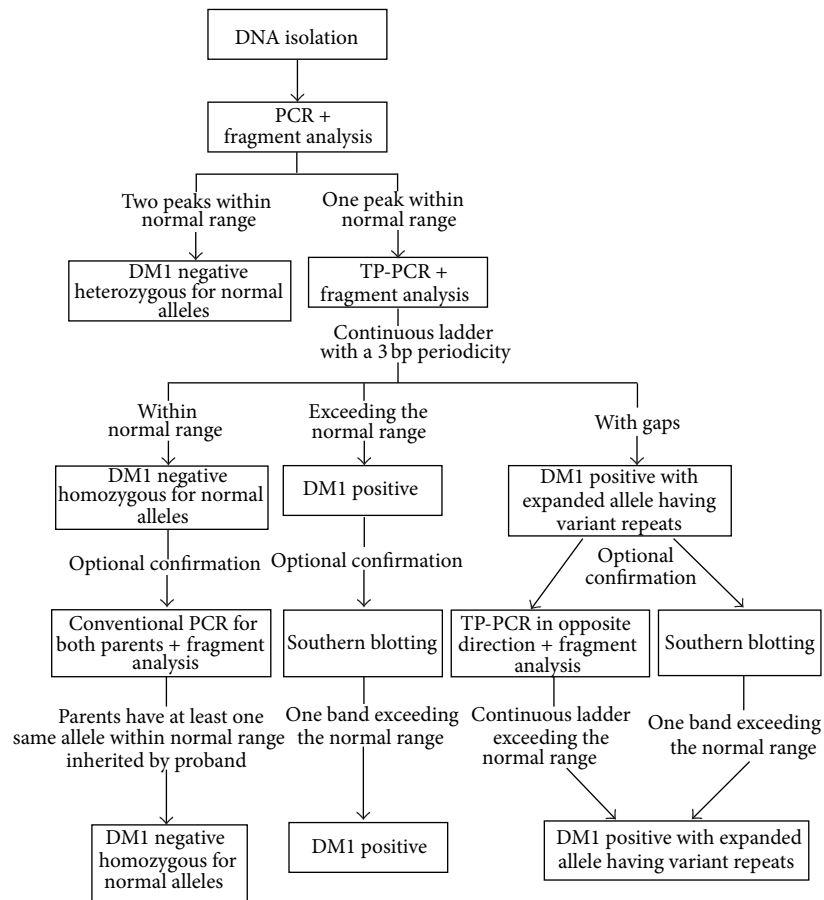 DNA isolation
PCR +
fragment analysis
Two peaks within
normal range
One peak within
normal range
DM1 negative
heterozygous for normal
alleles
TP-PCR +
fragment analysis
Continuous ladder
with a 3 bp periodicity
Within
normal range
Exceeding the
normal range
With gaps
DM1 negative
homozygous for normal
alleles
DM1 positive
DM1 positive with
expanded allele having
variant repeats
Optional confirmation
Optional confirmation
Optional
confirmation
Conventional PCR for
both parents + fragment
analysis
Southern blotting
TP-PCR in opposite
direction + fragment
analysis
Southern blotting
Parents have at least one
same allele within normal range
inherited by proband
One band exceeding
the normal range
Continuous ladder
exceeding the
normal range
One band exceeding
the normal range
DM1 negative
homozygous for
normal alleles
DM1 positive
DM1 positive with expanded
allele having variant repeats